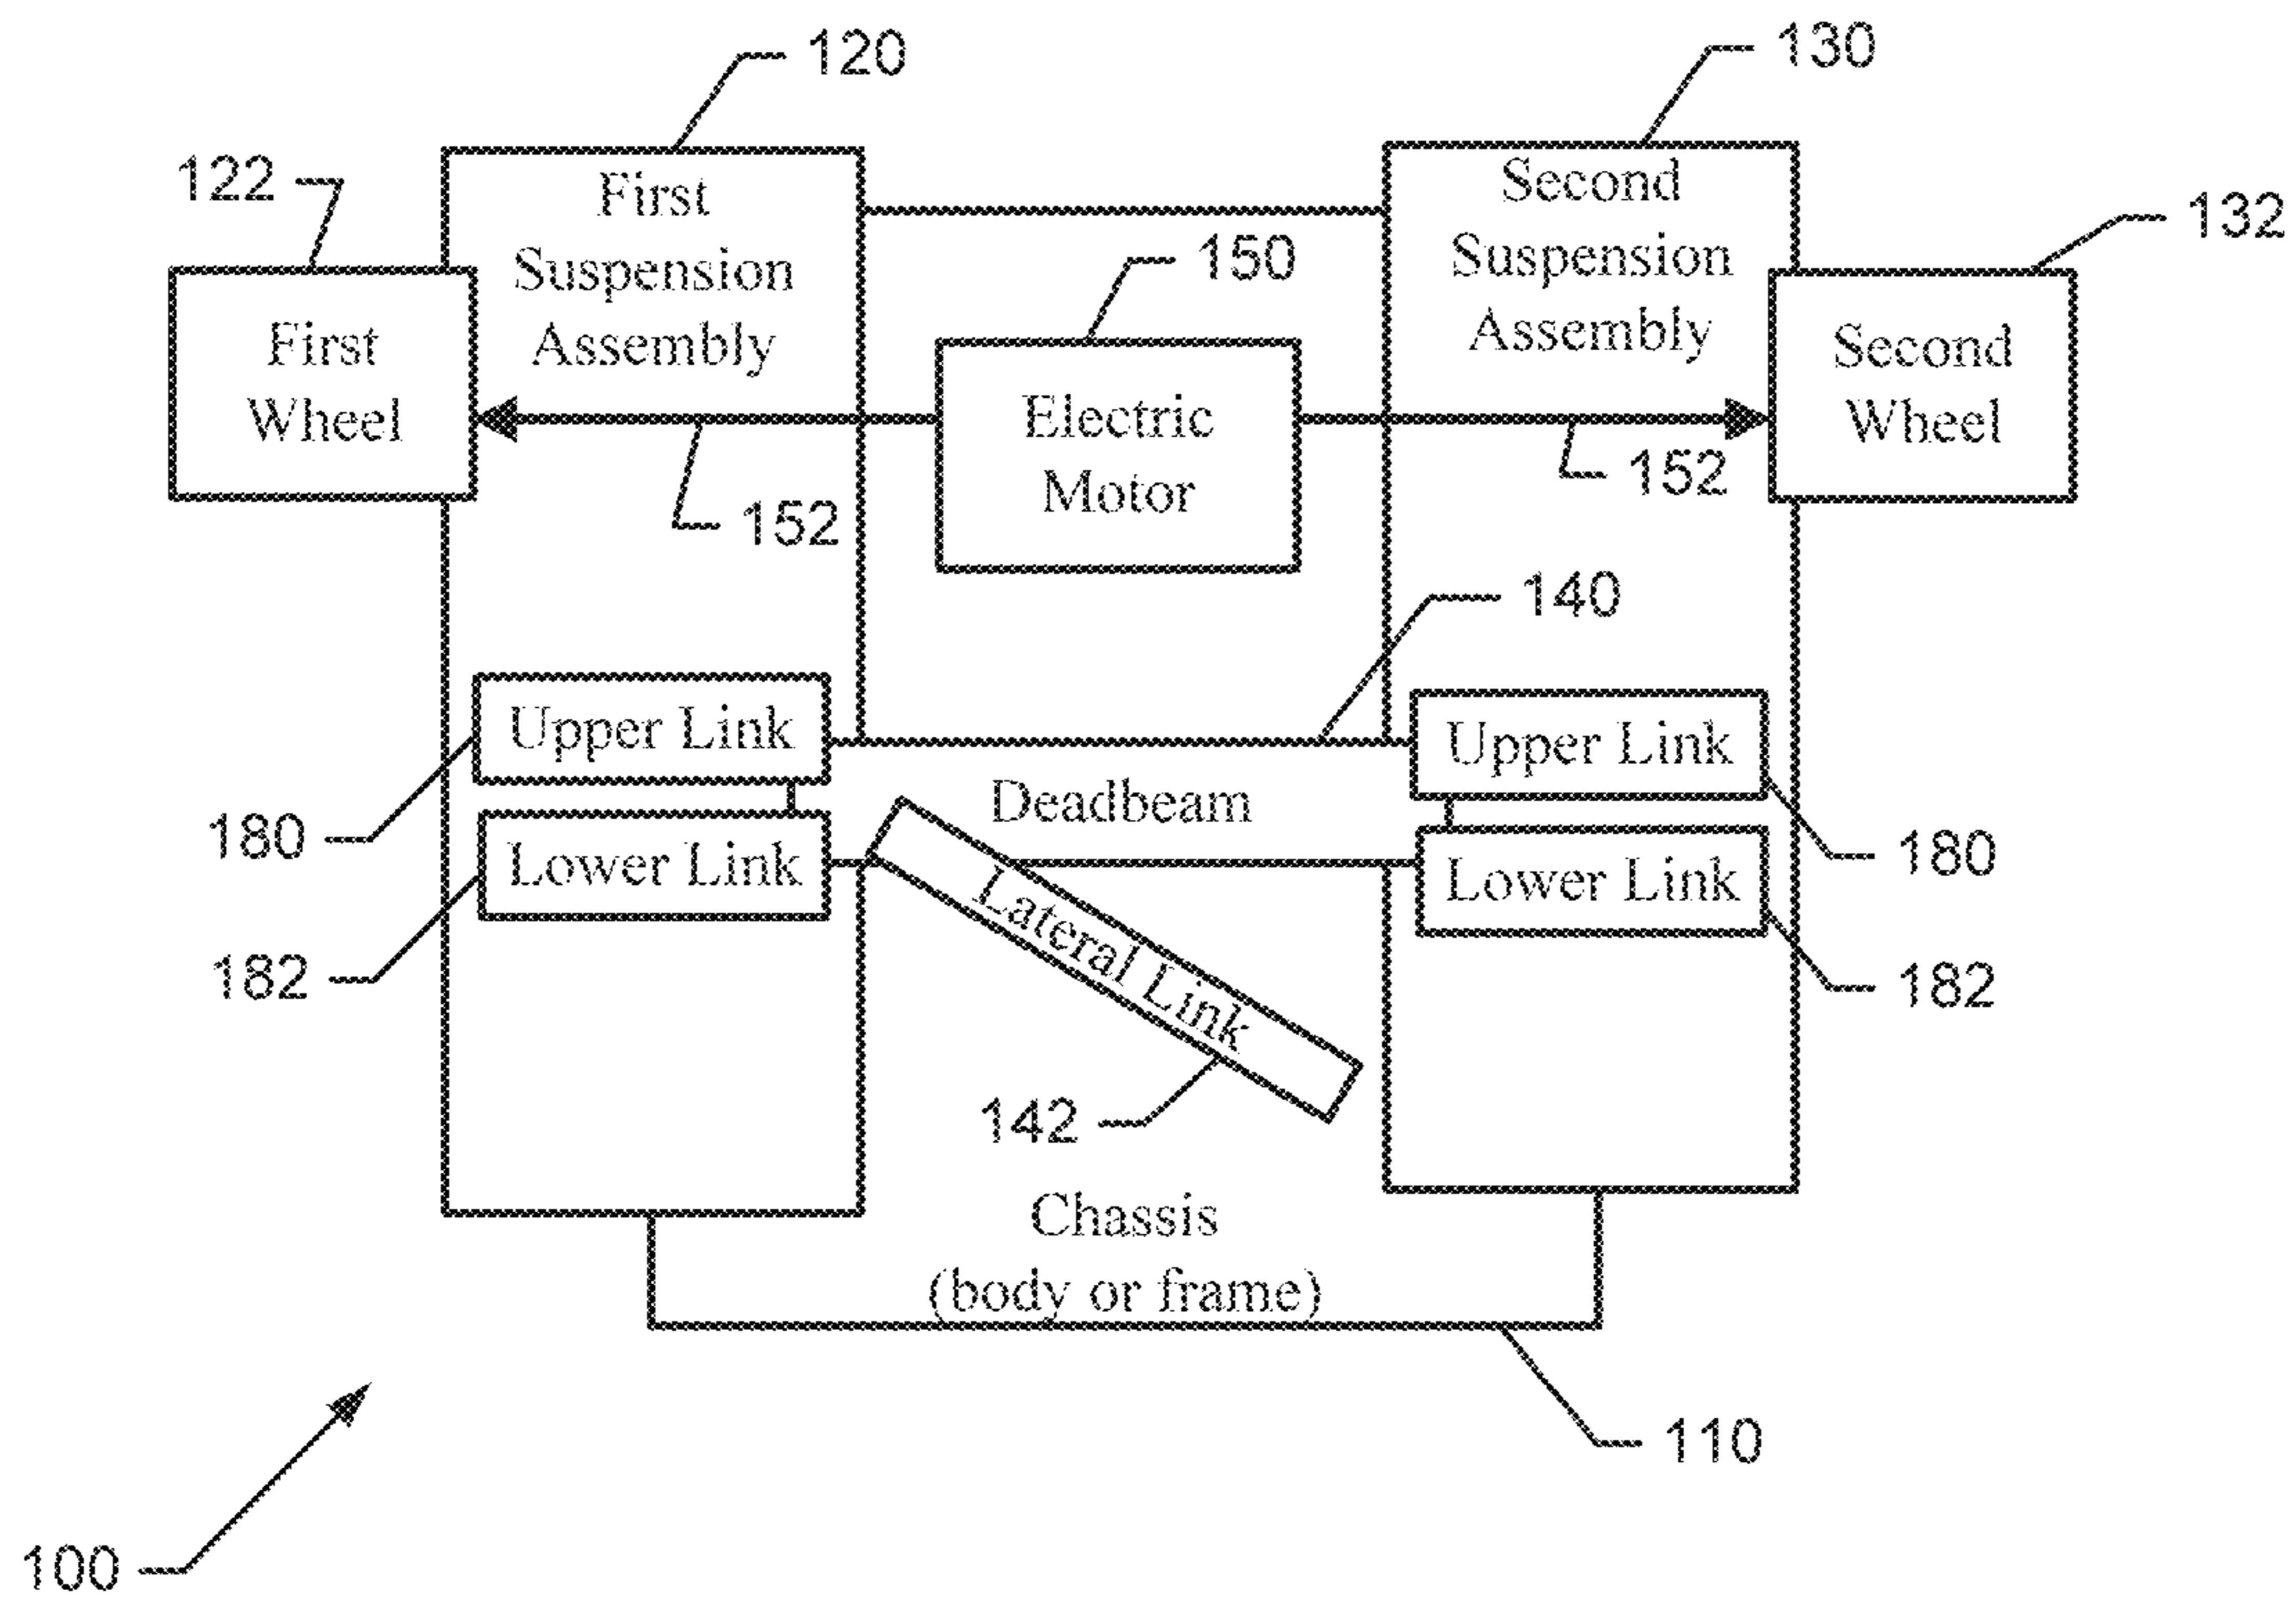 120
130
122
First
Suspension
Assembly
Second
Suspension
Assembly
132
150
First
Wheel
Electric
Motor
Second
Wheel
152
152
140
Upper Link
Upper Link
Deadbeam
180
Lower Link
180
Lower Link
182
Lateral Link
182
142
Chassis
(body or frame)
110
100